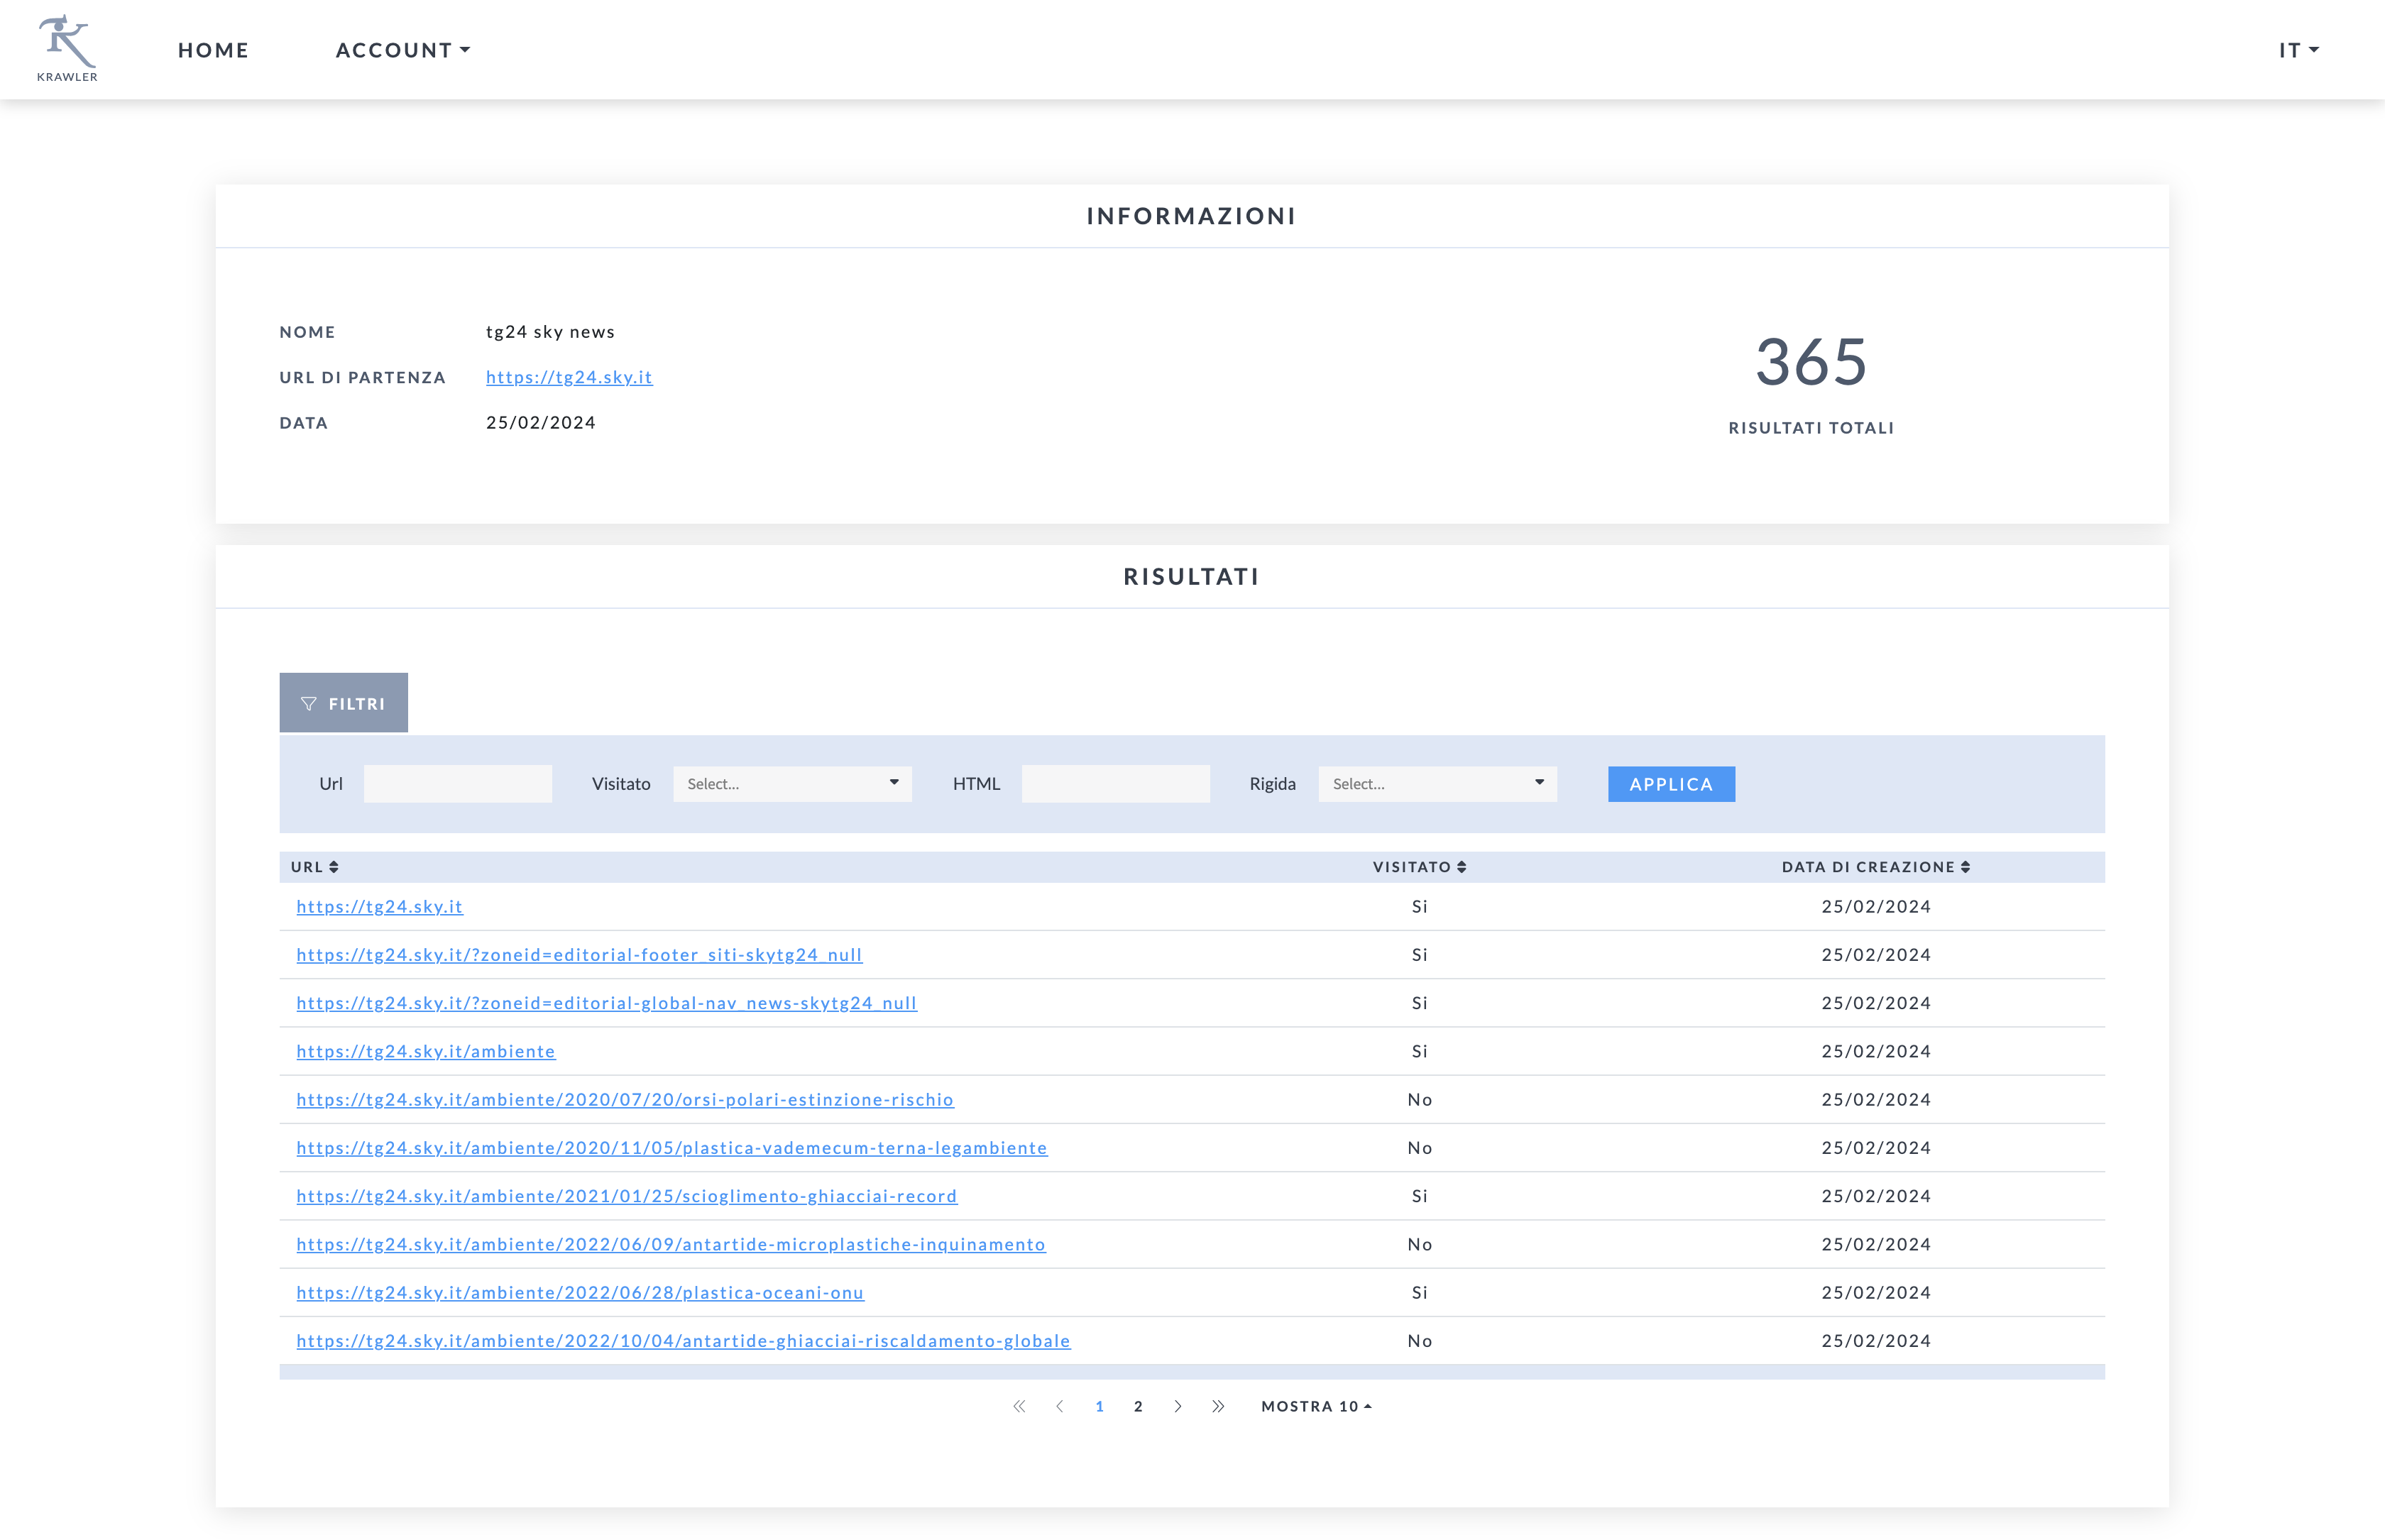 HOME ACCOUNT IT
KRAWLER
INFORMAZIONI
NOME tg24 sky news
URL DI PARTENZA https://tg24.sky.it
DATA 25/02/2024
365
RISULTATI TOTALI
RISULTATI
FILTRI
Url Visitato Select... HTML Rigida Select... APPLICA
URL VISITATO DATA DI CREAZIONE
https://tg24.sky.it Si 25/02/2024
https://tg24.sky.it/?zoneid=editorial-footer_siti-skytg24_null Si 25/02/2024
https://tg24.sky.it/?zoneid=editorial-global-nav_news-skytg24_null Si 25/02/2024
https://tg24.sky.it/ambiente Si 25/02/2024
https://tg24.sky.it/ambiente/2020/07/20/orsi-polari-estinzione-rischio No 25/02/2024
https://tg24.sky.it/ambiente/2020/11/05/plastica-vademecum-terna-legambiente No 25/02/2024
https://tg24.sky.it/ambiente/2021/01/25/scioglimento-ghiacciai-record Si 25/02/2024
https://tg24.sky.it/ambiente/2022/06/09/antartide-microplastiche-inquinamento No 25/02/2024
https://tg24.sky.it/ambiente/2022/06/28/plastica-oceani-onu Si 25/02/2024
https://tg24.sky.it/ambiente/2022/10/04/antartide-ghiacciai-riscaldamento-globale No 25/02/2024
1 2 MOSTRA 10